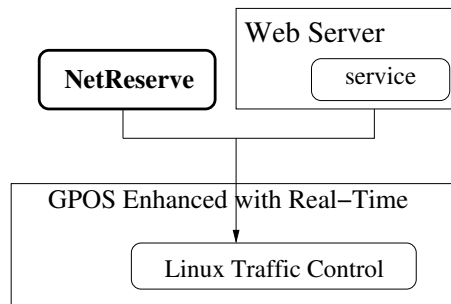 Web Server
NetReserve
service
GPOS Enhanced with Real−Time
Linux Traffic Control